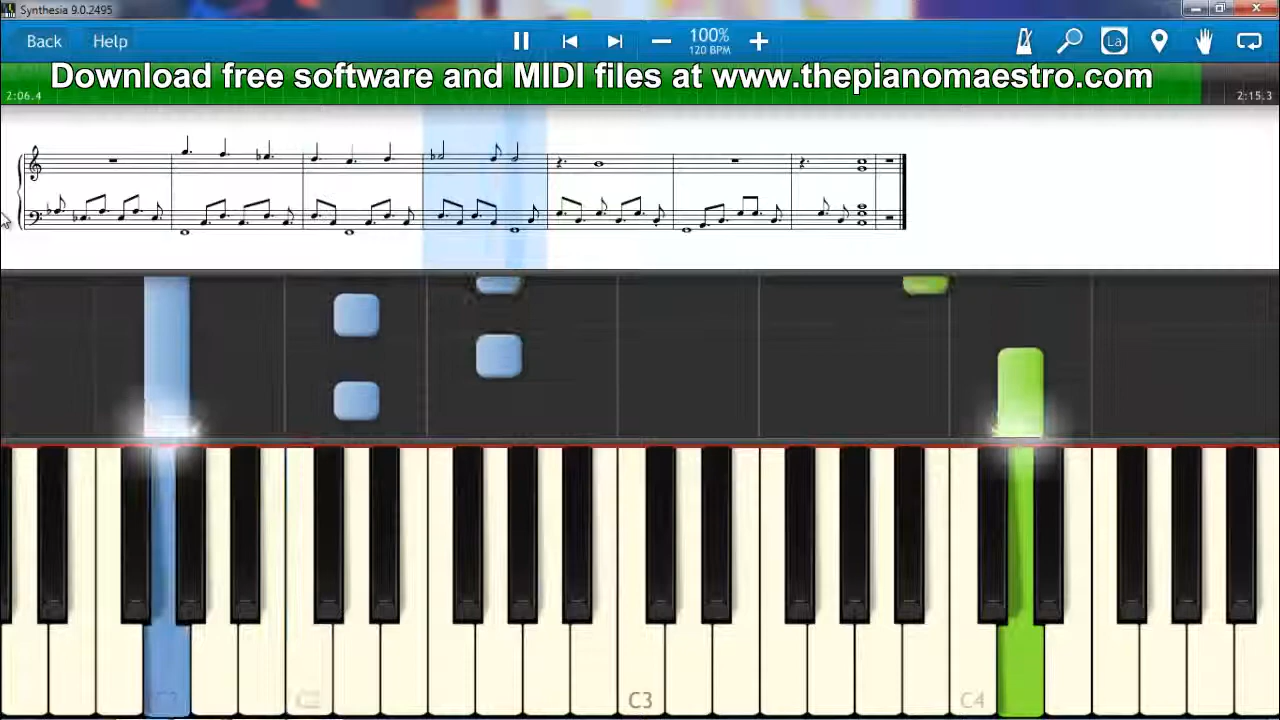 Synthesia 9.0.2495
Back Help 100% La
120 BPM
Download free software and MIDI files at www.thepianomaestro.com
2:06.4 2:15.3
C3 C4